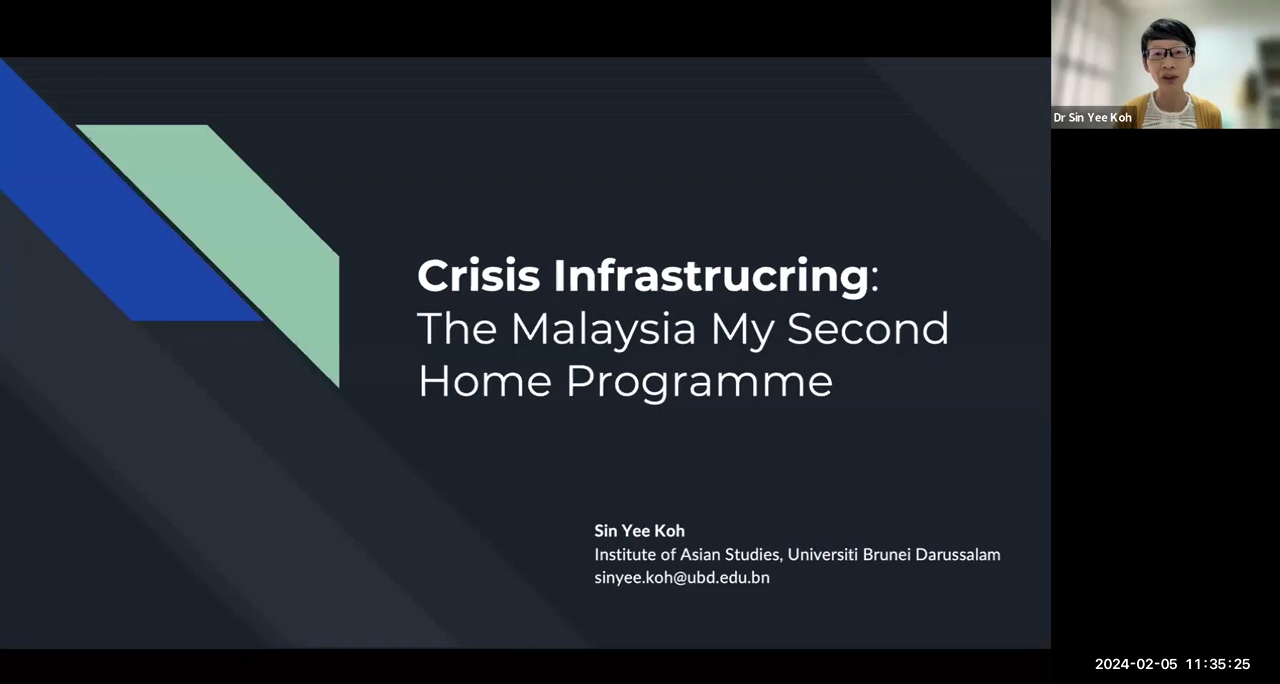 Dr Sin Yee Koh
Crisis Infrastrucring:
The Malaysia My Second
Home Programme
Sin Yee Koh
Institute of Asian Studies, Universiti Brunei Darussalam
sinyee.koh@ubd.edu.bn
2024-02-05 11:35:25